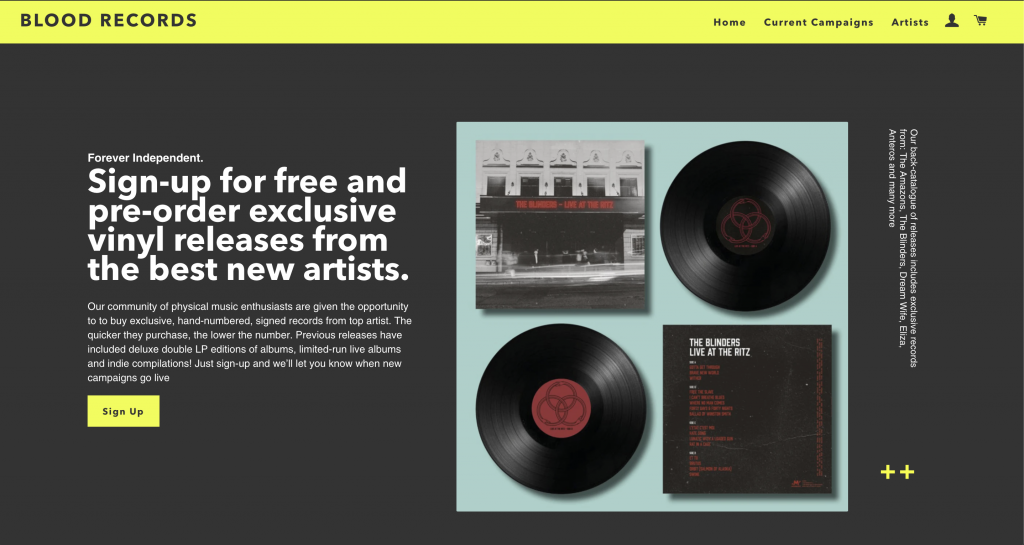 BLOOD RECORDS
Home Current Campaigns Artists
Forever Independent.
Sign-up for free and
pre-order exclusive
vinyl releases from
the best new artists.
Our community of physical music enthusiasts are given the opportunity
to to buy exclusive, hand-numbered, signed records from top artist. The
quicker they purchase, the lower the number. Previous releases have
included deluxe double LP editions of albums, limited-run live albums
and indie compilations! Just sign-up and we'll let you know when new
campaigns go live
Sign Up
THE BLINDERS – LIVE AT THE RITZ
THE BLINDERS
LIVE AT THE RITZ
Our back-catalogue of releases includes exclusive records
from: The Amazons, The Blinders, Dream Wife, Eliza,
Anteros and many more
++